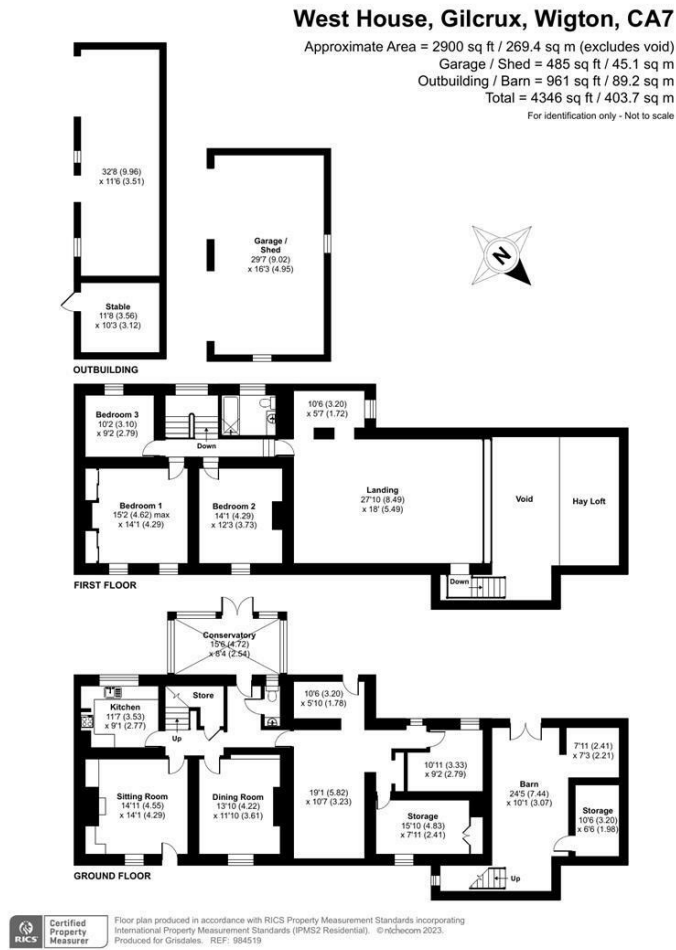 West House, Gilcrux, Wigton, CA7
Approximate Area = 2900 sq ft / 269.4 sq m (excludes void)
Garage / Shed = 485 sq ft / 45.1 sq m
Outbuilding / Barn = 961 sq ft / 89.2 sq m
Total = 4346 sq ft / 403.7 sq m
For identification only - Not to scale
32'8 (9.96)
x 11'6 (3.51)
Garage /
Shed
29'7 (9.02)
x 16'3 (4.95)
N
Stable
11'8 (3.56)
x 10'3 (3.12)
OUTBUILDING
Bedroom 3
10'2 (3.10)
x 9'2 (2.79)
Down
10'6 (3.20)
x 5'7 (1.72)
Bedroom 1
15'2 (4.62) max
x 14'1 (4.29)
Bedroom 2
14'1 (4.29)
x 12'3 (3.73)
Landing
27'10 (8.49)
x 18' (5.49)
Void
Hay Loft
Down
FIRST FLOOR
Conservatory
15'6 (4.72)
x 8'4 (2.54)
Kitchen
11'7 (3.53)
x 9'1 (2.77)
Store
Up
10'6 (3.20)
x 5'10 (1.78)
Sitting Room
14'11 (4.55)
x 14'1 (4.29)
Dining Room
13'10 (4.22)
x 11'10 (3.61)
19'1 (5.82)
x 10'7 (3.23)
10'11 (3.33)
x 9'2 (2.79)
Storage
15'10 (4.83)
x 7'11 (2.41)
Barn
24'5 (7.44)
x 10'1 (3.07)
7'11 (2.41)
x 7'3 (2.21)
Storage
10'6 (3.20)
x 6'6 (1.98)
Up
GROUND FLOOR
RICS
Certified
Property
Measurer
Floor plan produced in accordance with RICS Property Measurement Standards incorporating
International Property Measurement Standards (IPMS2 Residential). © nichecom 2023.
Produced for Grisdales. REF: 984519